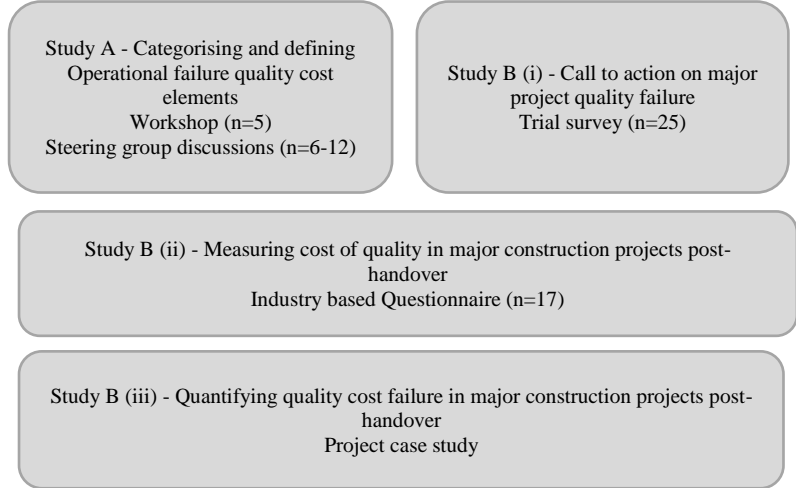 Study A - Categorising and defining
Operational failure quality cost
elements
Workshop (n=5)
Steering group discussions (n=6-12)
Study B (i) - Call to action on major
project quality failure
Trial survey (n=25)
Study B (ii) - Measuring cost of quality in major construction projects post-
handover
Industry based Questionnaire (n=17)
Study B (iii) - Quantifying quality cost failure in major construction projects post-
handover
Project case study